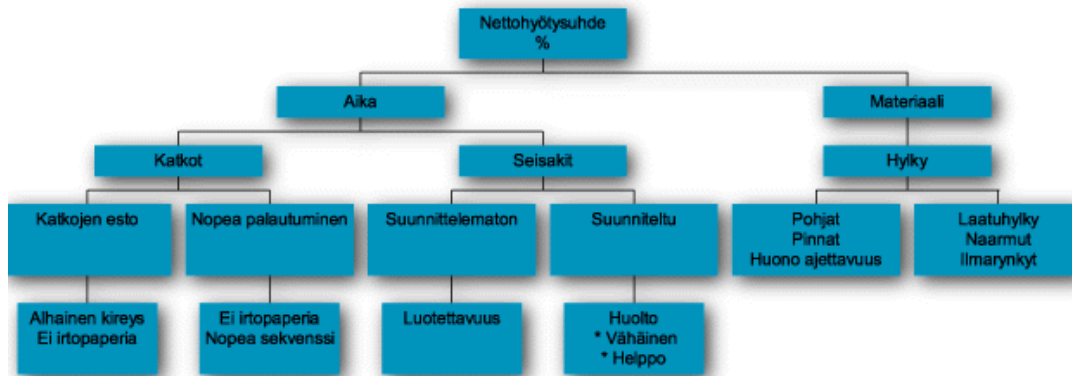 Nettohyötysuhde
%
Aika
Materiaali
Katkot
Seisakit
Hylky
Katkojen esto
Nopea palautuminen
Suunnittelematon
Suunniteltu
Pohjat
Pinnat
Huono ajettavuus
Laatuhylky
Naarmut
Ilmarynkyt
Alhainen kireys
Ei irtopaperia
Ei irtopaperia
Nopea sekvenssi
Luotettavuus
Huolto
* Vähäinen
* Helppo